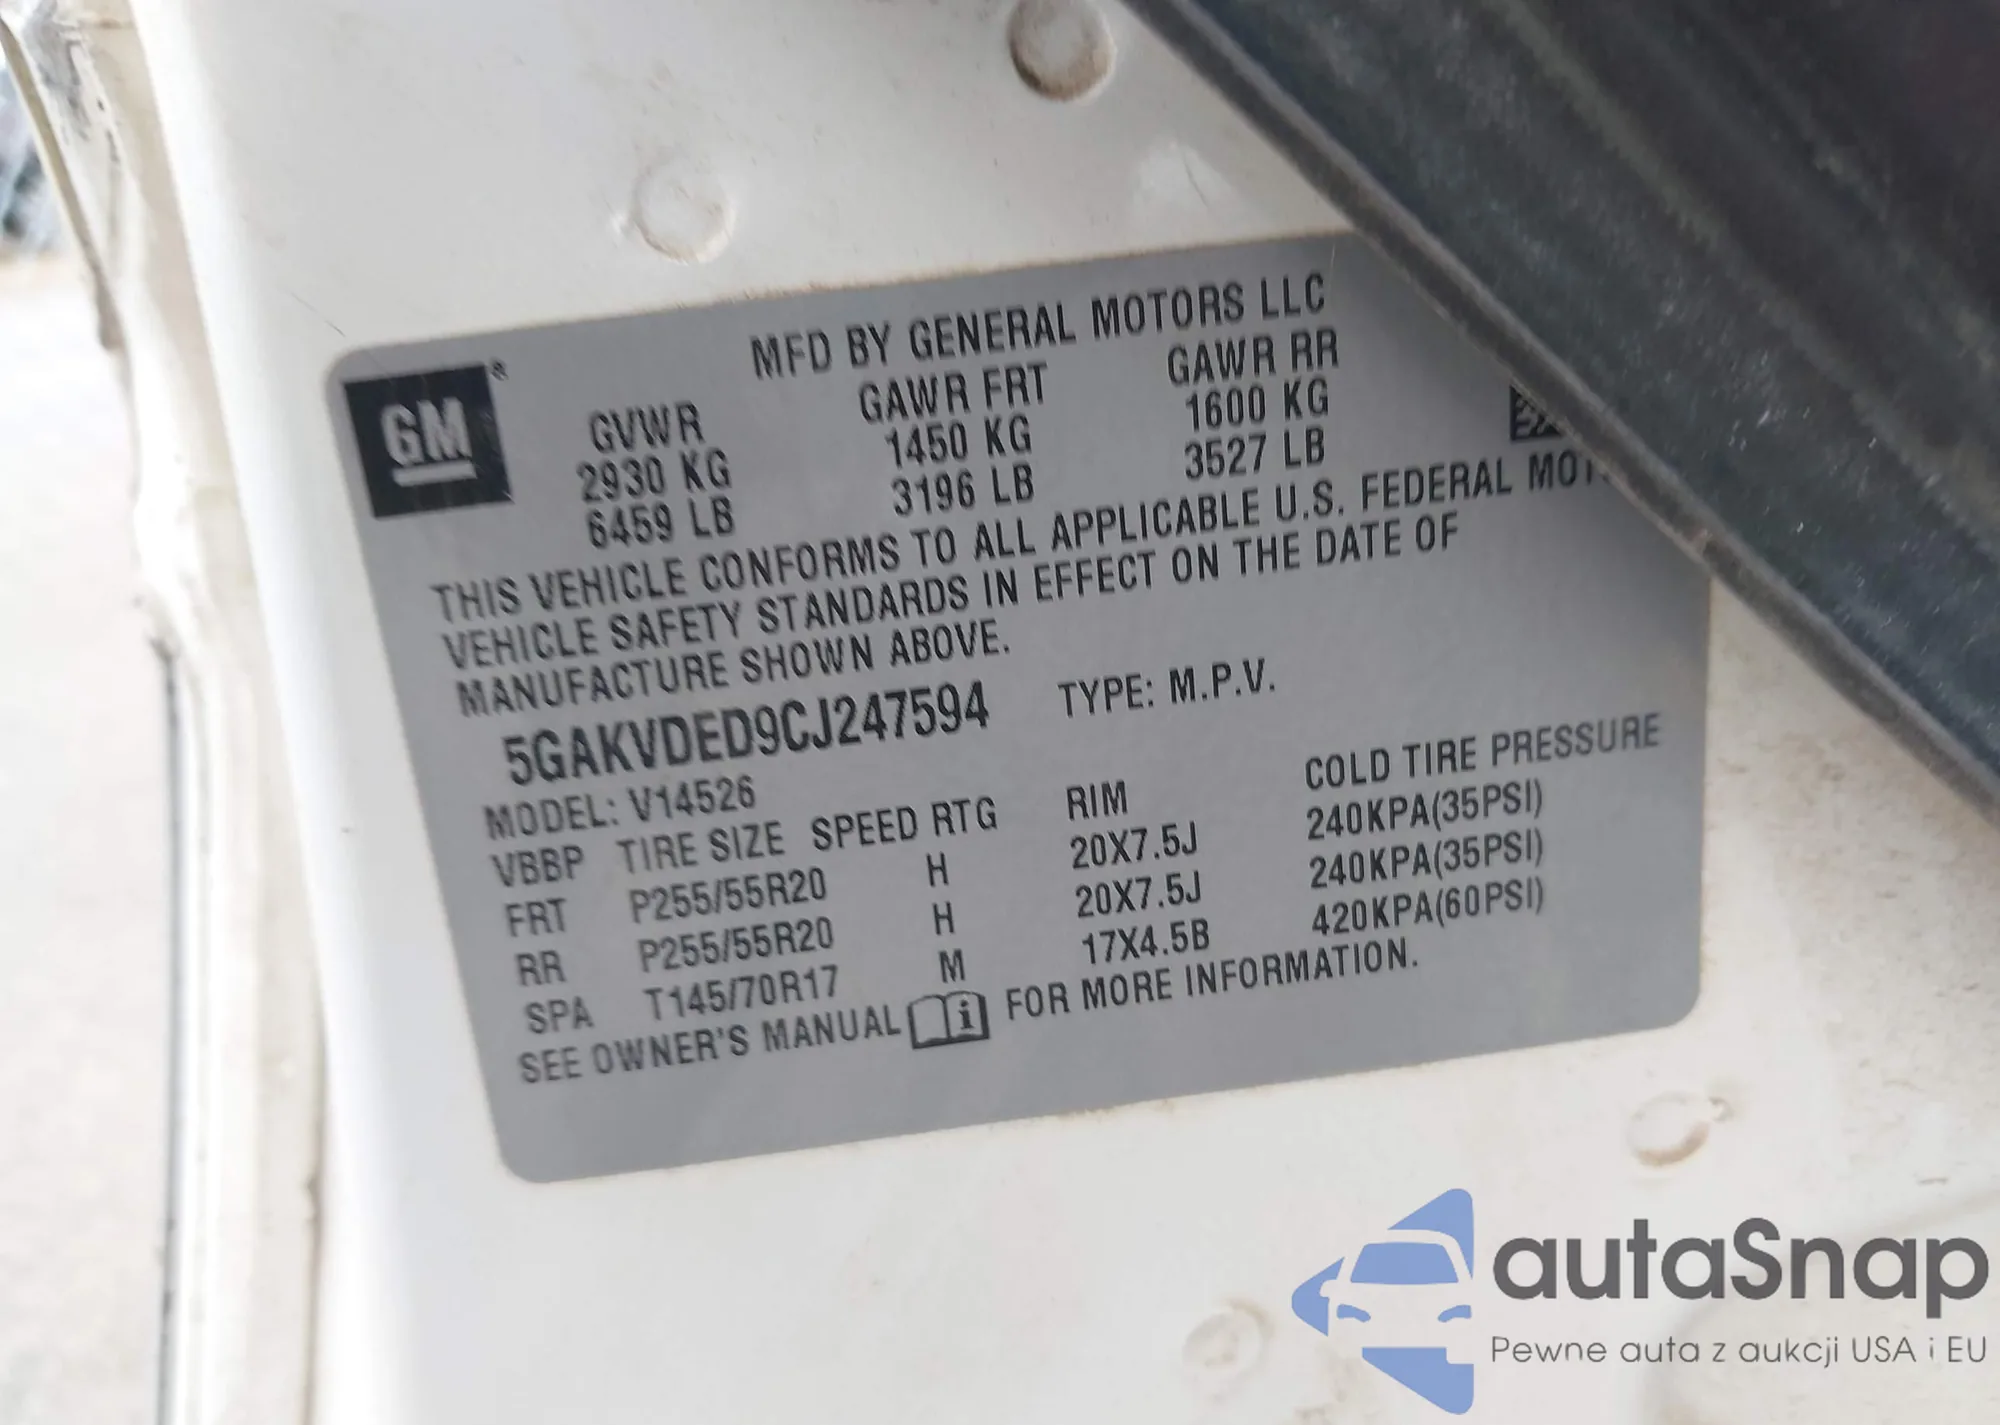 MFD BY GENERAL MOTORS LLC
GM®
GVWR GAWR FRT GAWR RR
2930 KG 1450 KG 1600 KG
6459 LB 3196 LB 3527 LB
THIS VEHICLE CONFORMS TO ALL APPLICABLE U.S. FEDERAL
VEHICLE SAFETY STANDARDS IN EFFECT ON THE DATE OF
MANUFACTURE SHOWN ABOVE.
5GAKVDED9CJ247594 TYPE: M.P.V.
MODEL: V14526
VBBP TIRE SIZE SPEED RTG RIM COLD TIRE PRESSURE
FRT P255/55R20 H 20X7.5J 240KPA(35PSI)
RR P255/55R20 H 20X7.5J 240KPA(35PSI)
SPA T145/70R17 M 17X4.5B 420KPA(60PSI)
SEE OWNER'S MANUAL i FOR MORE INFORMATION.
autaSnap
Pewne auta z aukcji USA i EU